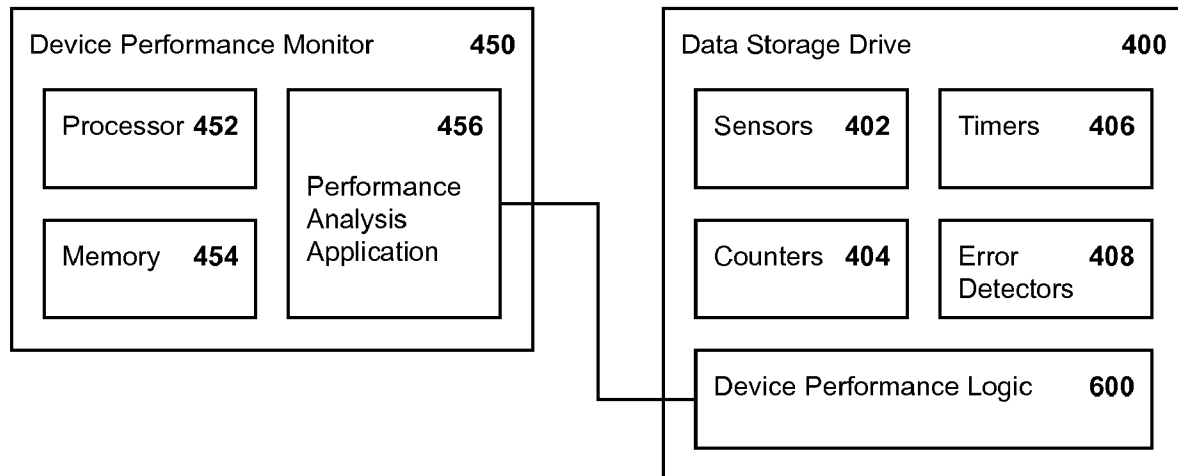 Device Performance Monitor 450
Processor 452
Memory 454
456
Performance
Analysis
Application
Data Storage Drive 400
Sensors 402
Timers 406
Counters 404
Error 408
Detectors
Device Performance Logic 600